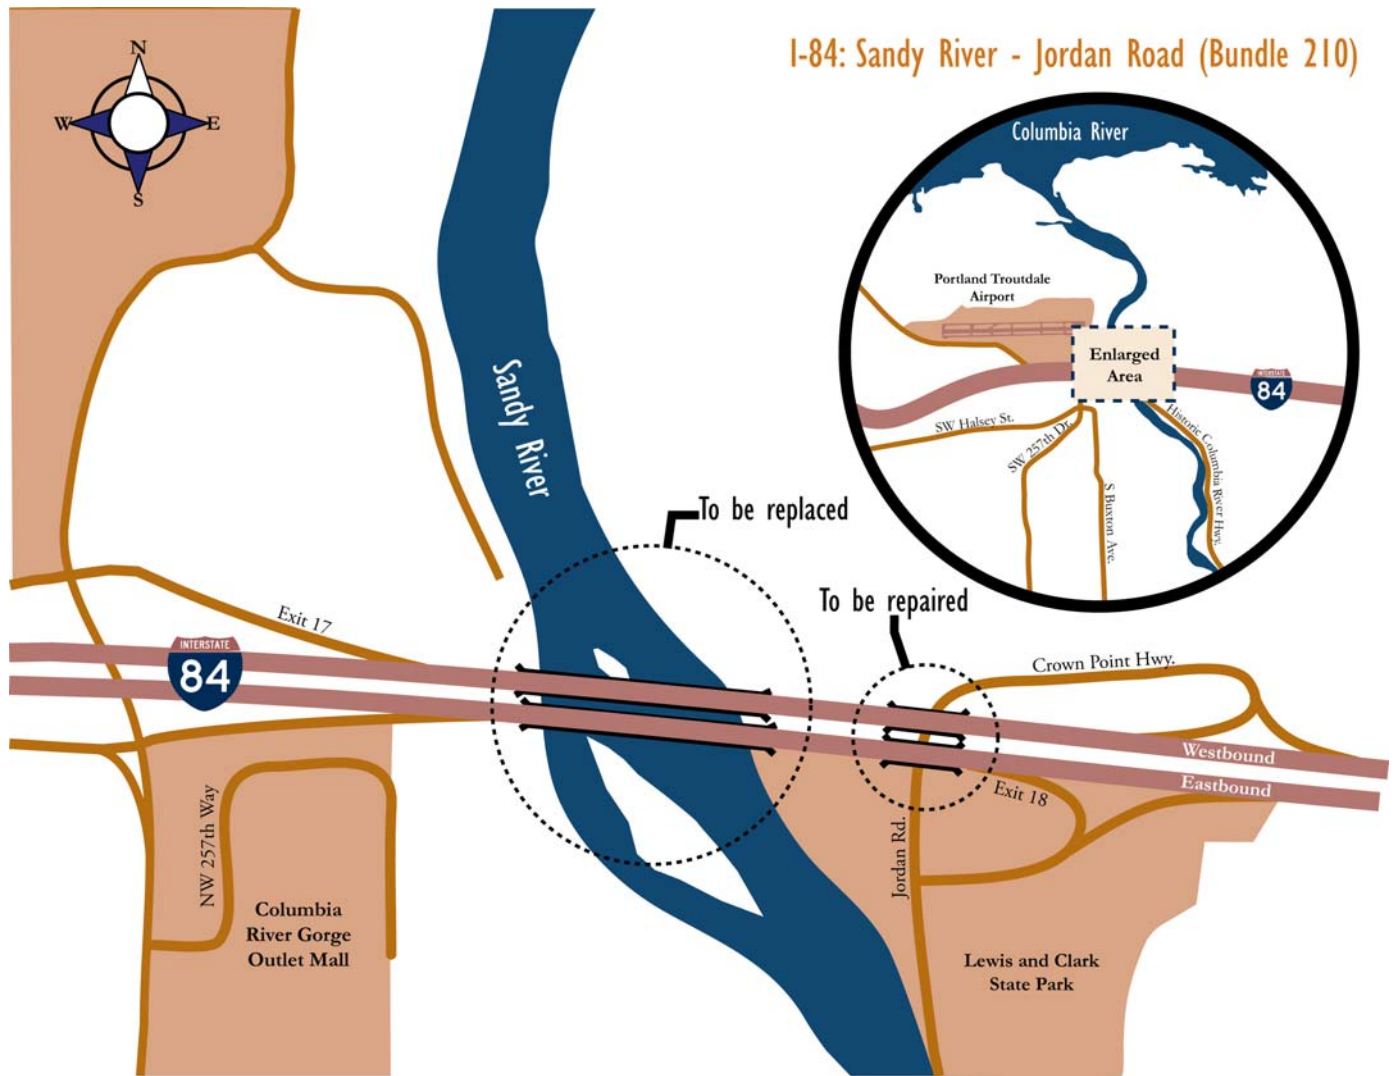 I-84: Sandy River - Jordan Road (Bundle 210)
N
W
E
S
Columbia River
Portland Troutdale
Airport
Enlarged
Area
INTERSTATE
84
SW Halsey St.
SW 257th Dr.
S Buxton Ave.
Historic Columbia River Hwy.
Sandy River
To be replaced
To be repaired
Exit 17
INTERSTATE
84
Crown Point Hwy.
Westbound
Eastbound
Exit 18
Jordan Rd.
NW 257th Way
Columbia
River Gorge
Outlet Mall
Lewis and Clark
State Park